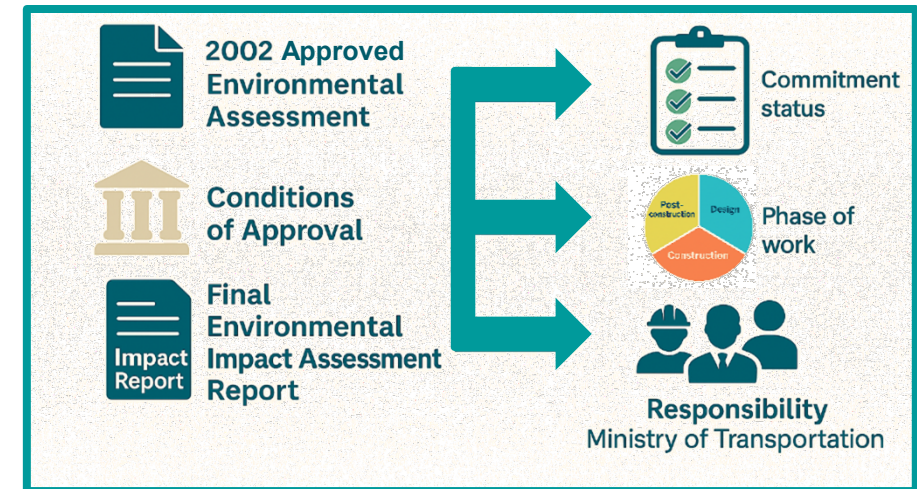 2002 Approved
Environmental
Assessment
Conditions
of Approval
Impact
Report
Final
Environmental
Impact Assessment
Report
Commitment
status
Post-
construction
Design
Construction
Phase of
work
Responsibility
Ministry of Transportation